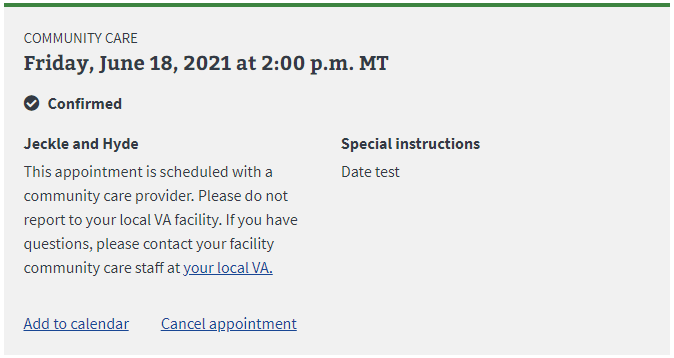 COMMUNITY CARE
Friday, June 18, 2021 at 2:00 p.m. MT
Confirmed
Jeckle and Hyde
This appointment is scheduled with a
community care provider. Please do not
report to your local VA facility. If you have
questions, please contact your facility
community care staff at your local VA.
Special instructions
Date test
Add to calendar
Cancel appointment